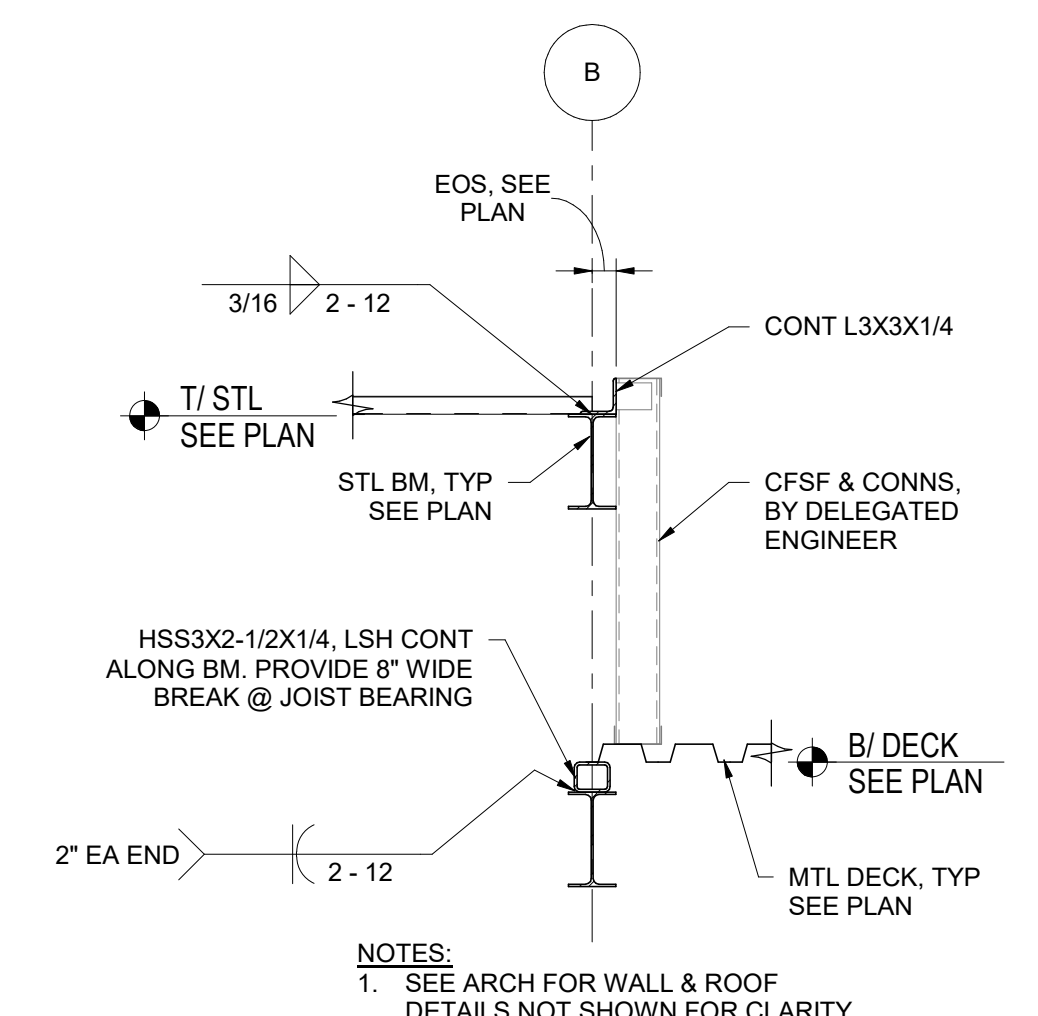 B
EOS, SEE
PLAN
3/16
2 - 12
CONT L3X3X1/4
T/ STL
SEE PLAN
STL BM, TYP
SEE PLAN
CFSF & CONNS,
BY DELEGATED
ENGINEER
HSS3X2-1/2X1/4, LSH CONT
ALONG BM. PROVIDE 8" WIDE
BREAK @ JOIST BEARING
B/ DECK
SEE PLAN
2" EA END
2 - 12
MTL DECK, TYP
SEE PLAN
NOTES:
1. SEE ARCH FOR WALL & ROOF
DETAILS NOT SHOWN FOR CLARITY